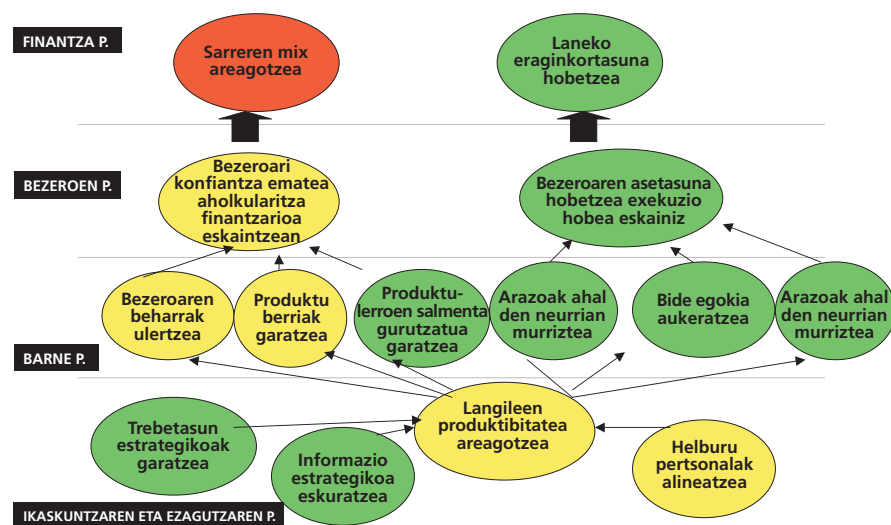 FINANTZA P.
Sarreren mix
areagotzea
Laneko
eraginkortasuna
hobetzea
BEZEROEN P.
Bezeroari
konfiantza ematea
aholkularitza
finantzarioa
eskaintzean
Bezeroaren asetasuna
hobetzea exekuzio
hobea eskainiz
Bezeroaren
beharrak
ulertzea
Produktu
berriak
garatzea
Produktu-
lerroen salmenta
gurutzatua
garatzea
Arazoak ahal
den neurrian
murriztea
Bide egokia
aukeratzea
Arazoak ahal
den neurrian
murriztea
BARNE P.
Trebetasun
estrategikoak
garatzea
Informazio
estrategikoa
eskuratzea
Langileen
produktibitatea
areagotzea
Helburu
pertsonalak
alineatzea
IKASKUNTZAREN ETA EZAGUTZAREN P.